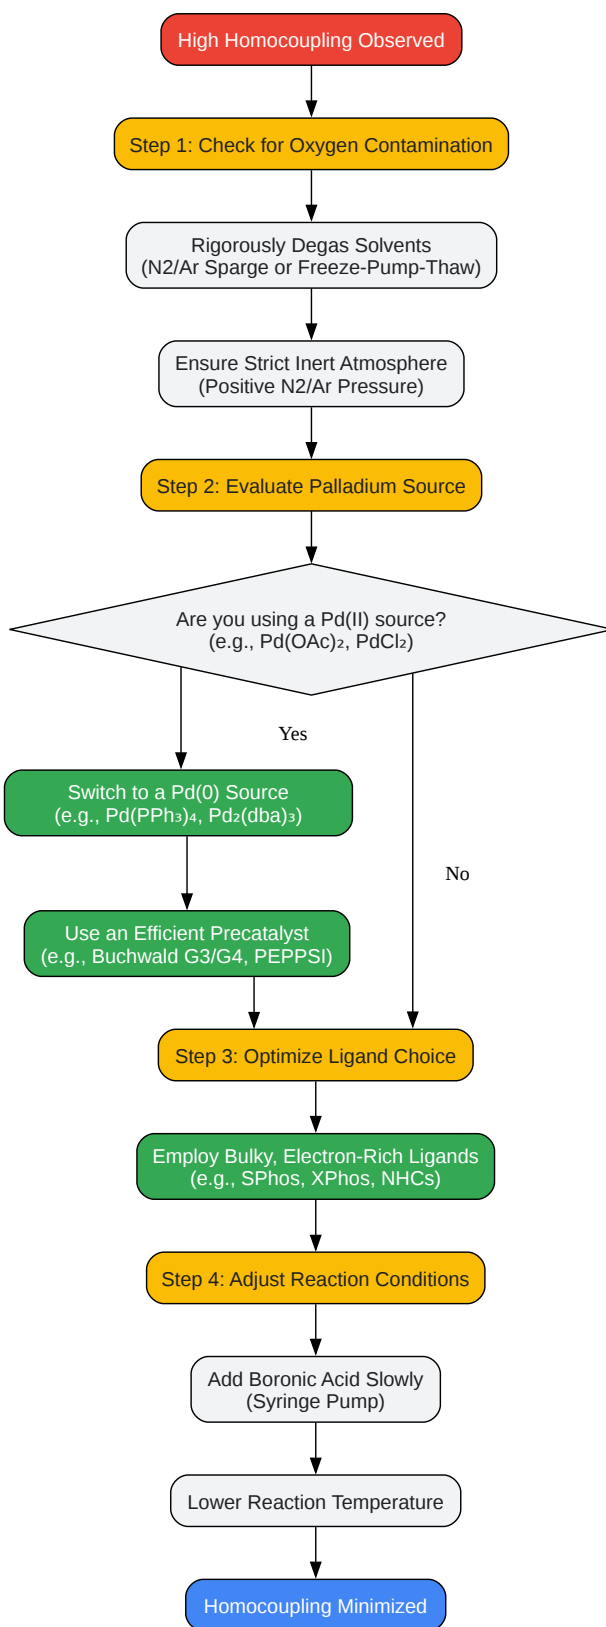 High Homocoupling Observed
Step 1: Check for Oxygen Contamination
Rigorously Degas Solvents
(N2/Ar Sparge or Freeze-Pump-Thaw)
Ensure Strict Inert Atmosphere
(Positive N2/Ar Pressure)
Step 2: Evaluate Palladium Source
Are you using a Pd(II) source?
(e.g., Pd(OAc)₂, PdCl₂)
Yes
Switch to a Pd(0) Source
(e.g., Pd(PPh₃)₄, Pd₂(dba)₃)
No
Use an Efficient Precatalyst
(e.g., Buchwald G3/G4, PEPPSI)
Step 3: Optimize Ligand Choice
Employ Bulky, Electron-Rich Ligands
(e.g., SPhos, XPhos, NHCs)
Step 4: Adjust Reaction Conditions
Add Boronic Acid Slowly
(Syringe Pump)
Lower Reaction Temperature
Homocoupling Minimized